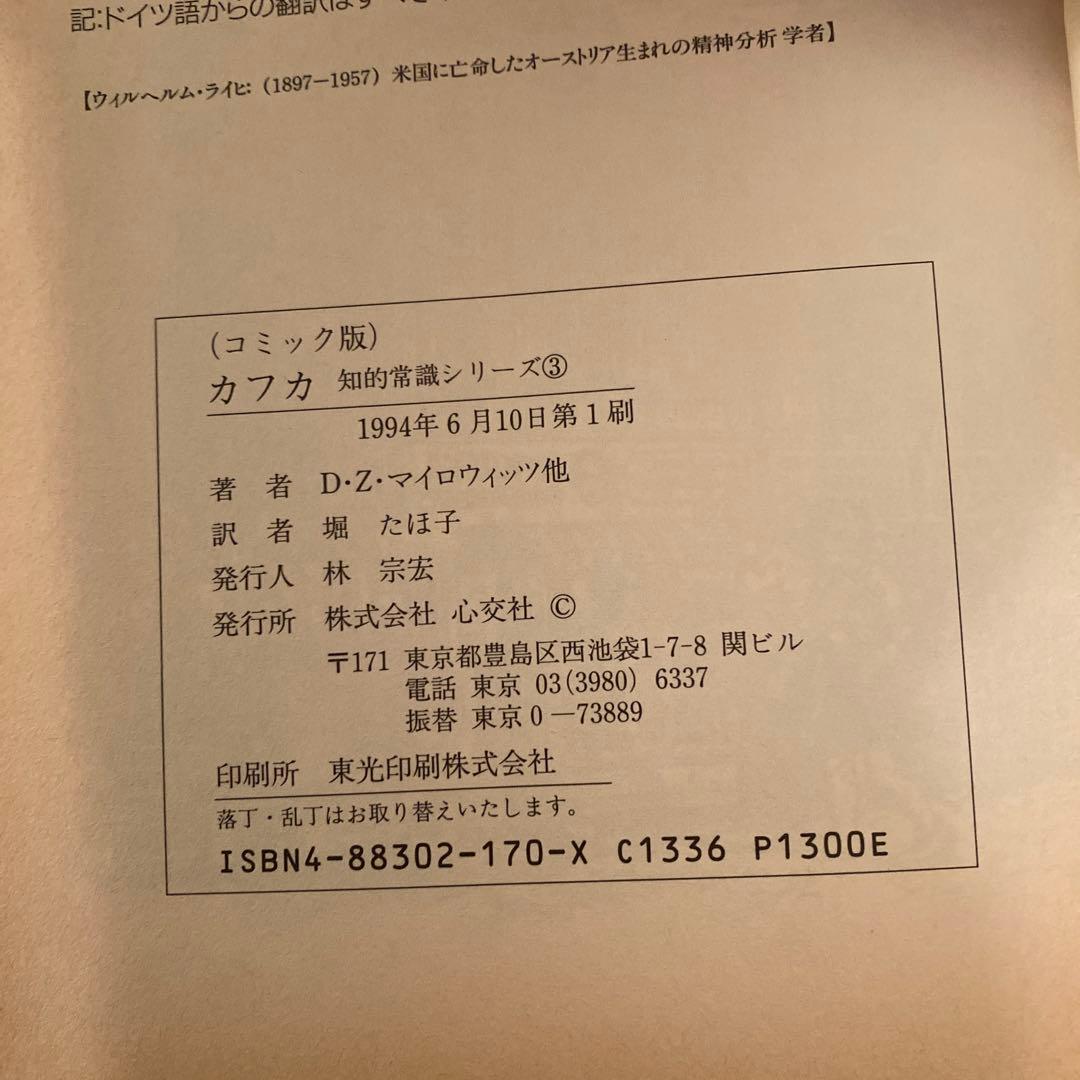 記:ドイツ語からの翻訳はすべて
【ウィルヘルム・ライヒ:(1897−1957)米国に亡命したオーストリア生まれの精神分析学者】
(コミック版)
カフカ 知的常識シリーズ③
1994年6月10日第1刷
著 者 D・Z・マイロウィッツ他
訳 者 堀 たほ子
発行人 林 宗宏
発行所 株式会社 心交社 ©
〒171 東京都豊島区西池袋1-7-8 関ビル
電話 東京 03(3980) 6337
振替 東京0―73889
印刷所 東光印刷株式会社
落丁・乱丁はお取り替えいたします。
ISBN4-88302-170-X C1336 P1300E